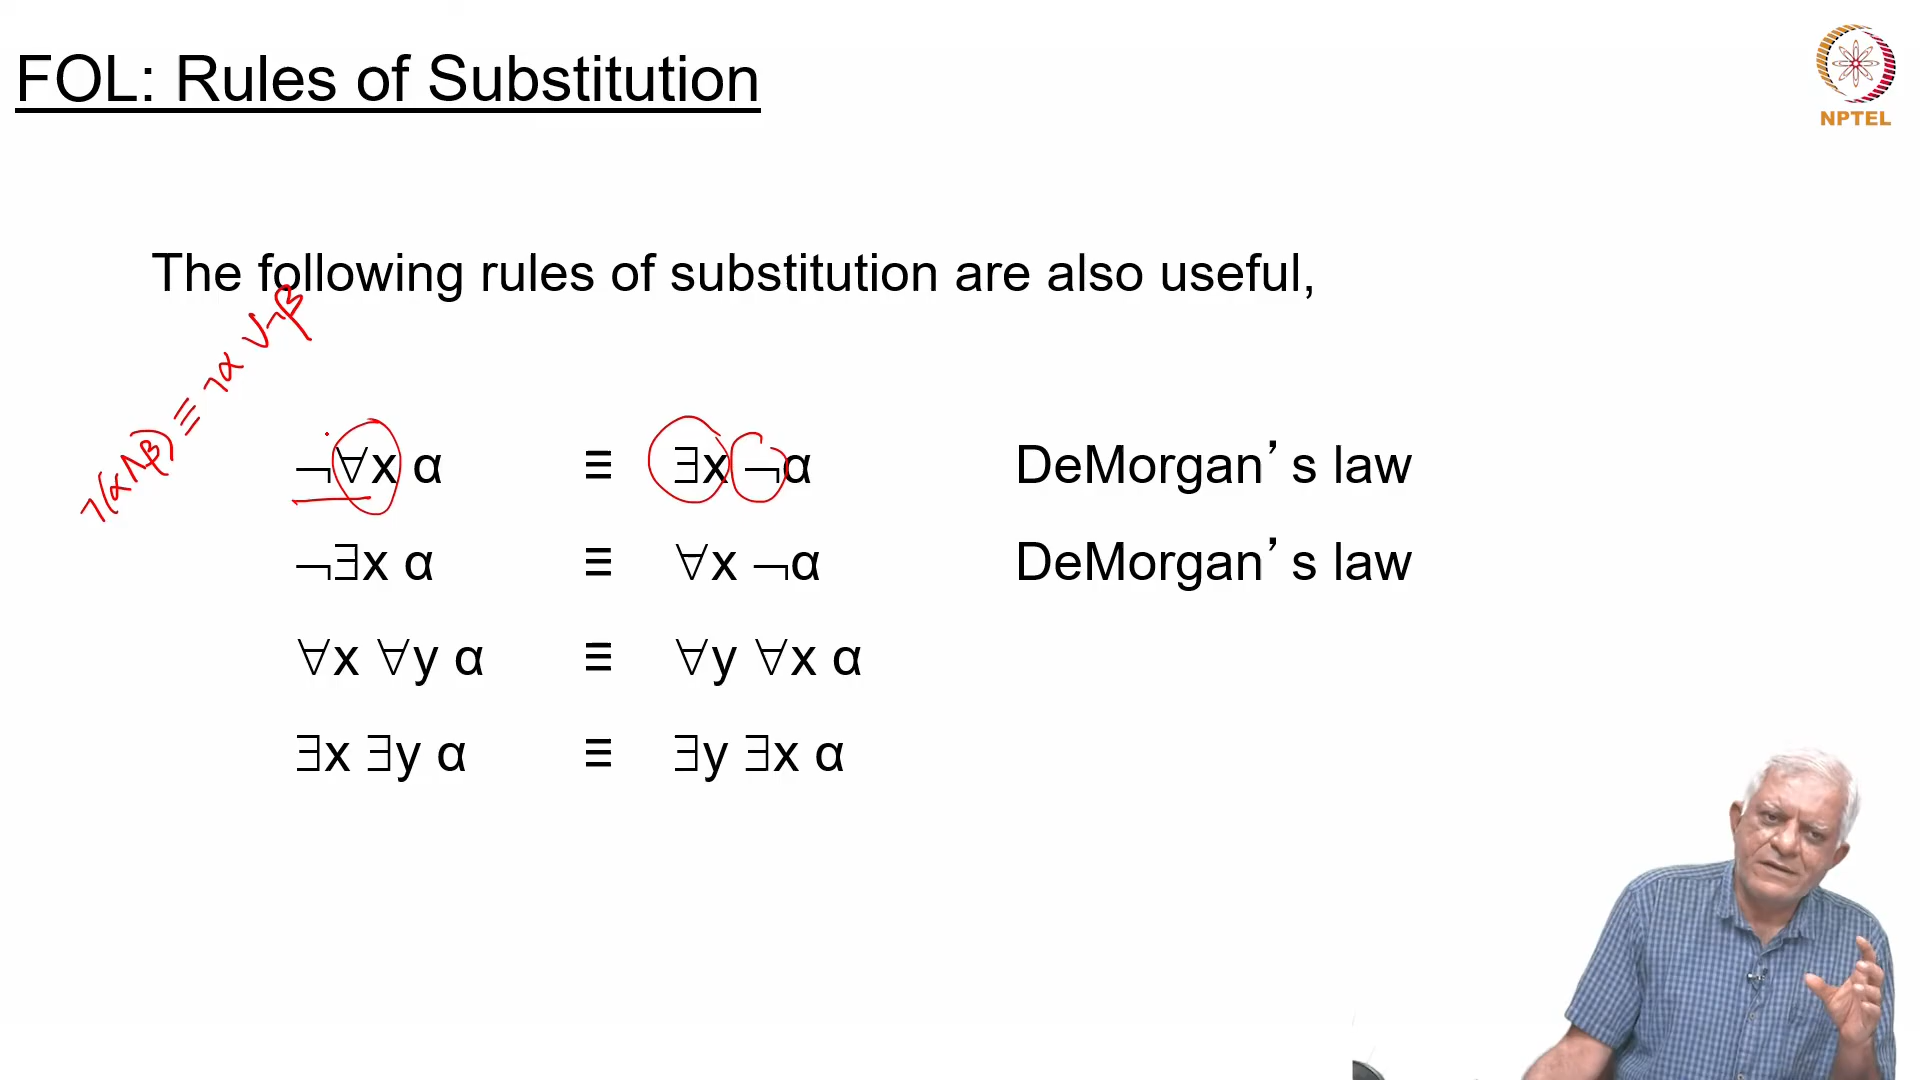 FOL: Rules of Substitution
NPTEL
The following rules of substitution are also useful,
¬(α∧β) ≡ ¬α ∨ ¬β
¬∀x α ≡ ∃x ¬α DeMorgan’s law
¬∃x α ≡ ∀x ¬α DeMorgan’s law
∀x ∀y α ≡ ∀y ∀x α
∃x ∃y α ≡ ∃y ∃x α